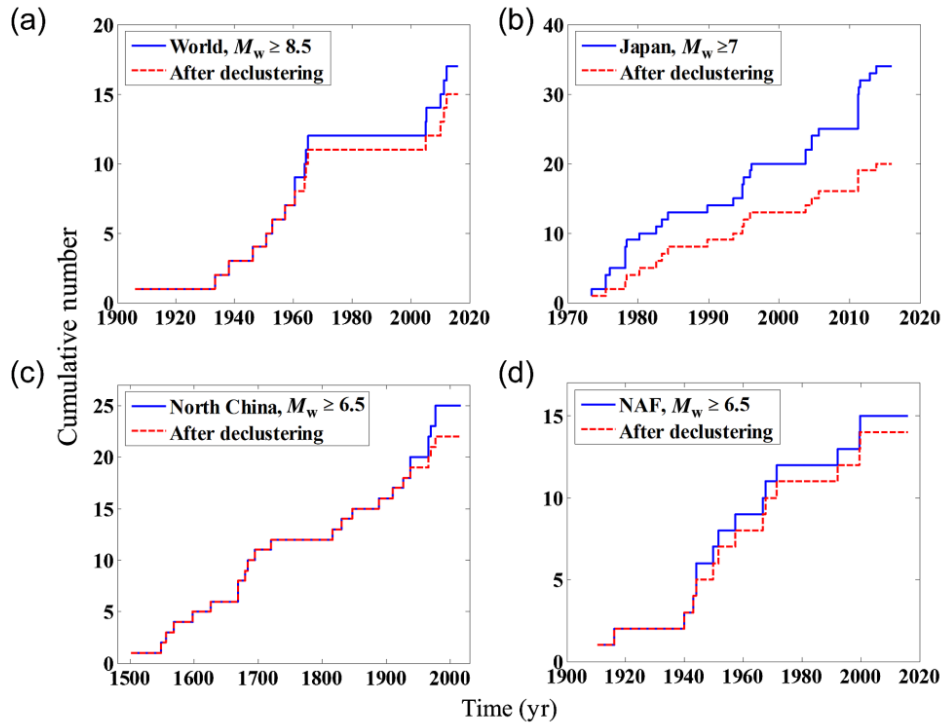 (a)
20
15
10
5
0
1900 1920 1940 1960 1980 2000 2020
World, Mw ≥ 8.5
After declustering
(b)
40
30
20
10
0
1970 1980 1990 2000 2010 2020
Japan, Mw ≥7
After declustering
Cumulative number
(c)
25
20
15
10
5
0
1500 1600 1700 1800 1900 2000
North China, Mw ≥ 6.5
After declustering
(d)
15
10
5
0
1900 1920 1940 1960 1980 2000 2020
NAF, Mw ≥ 6.5
After declustering
Time (yr)